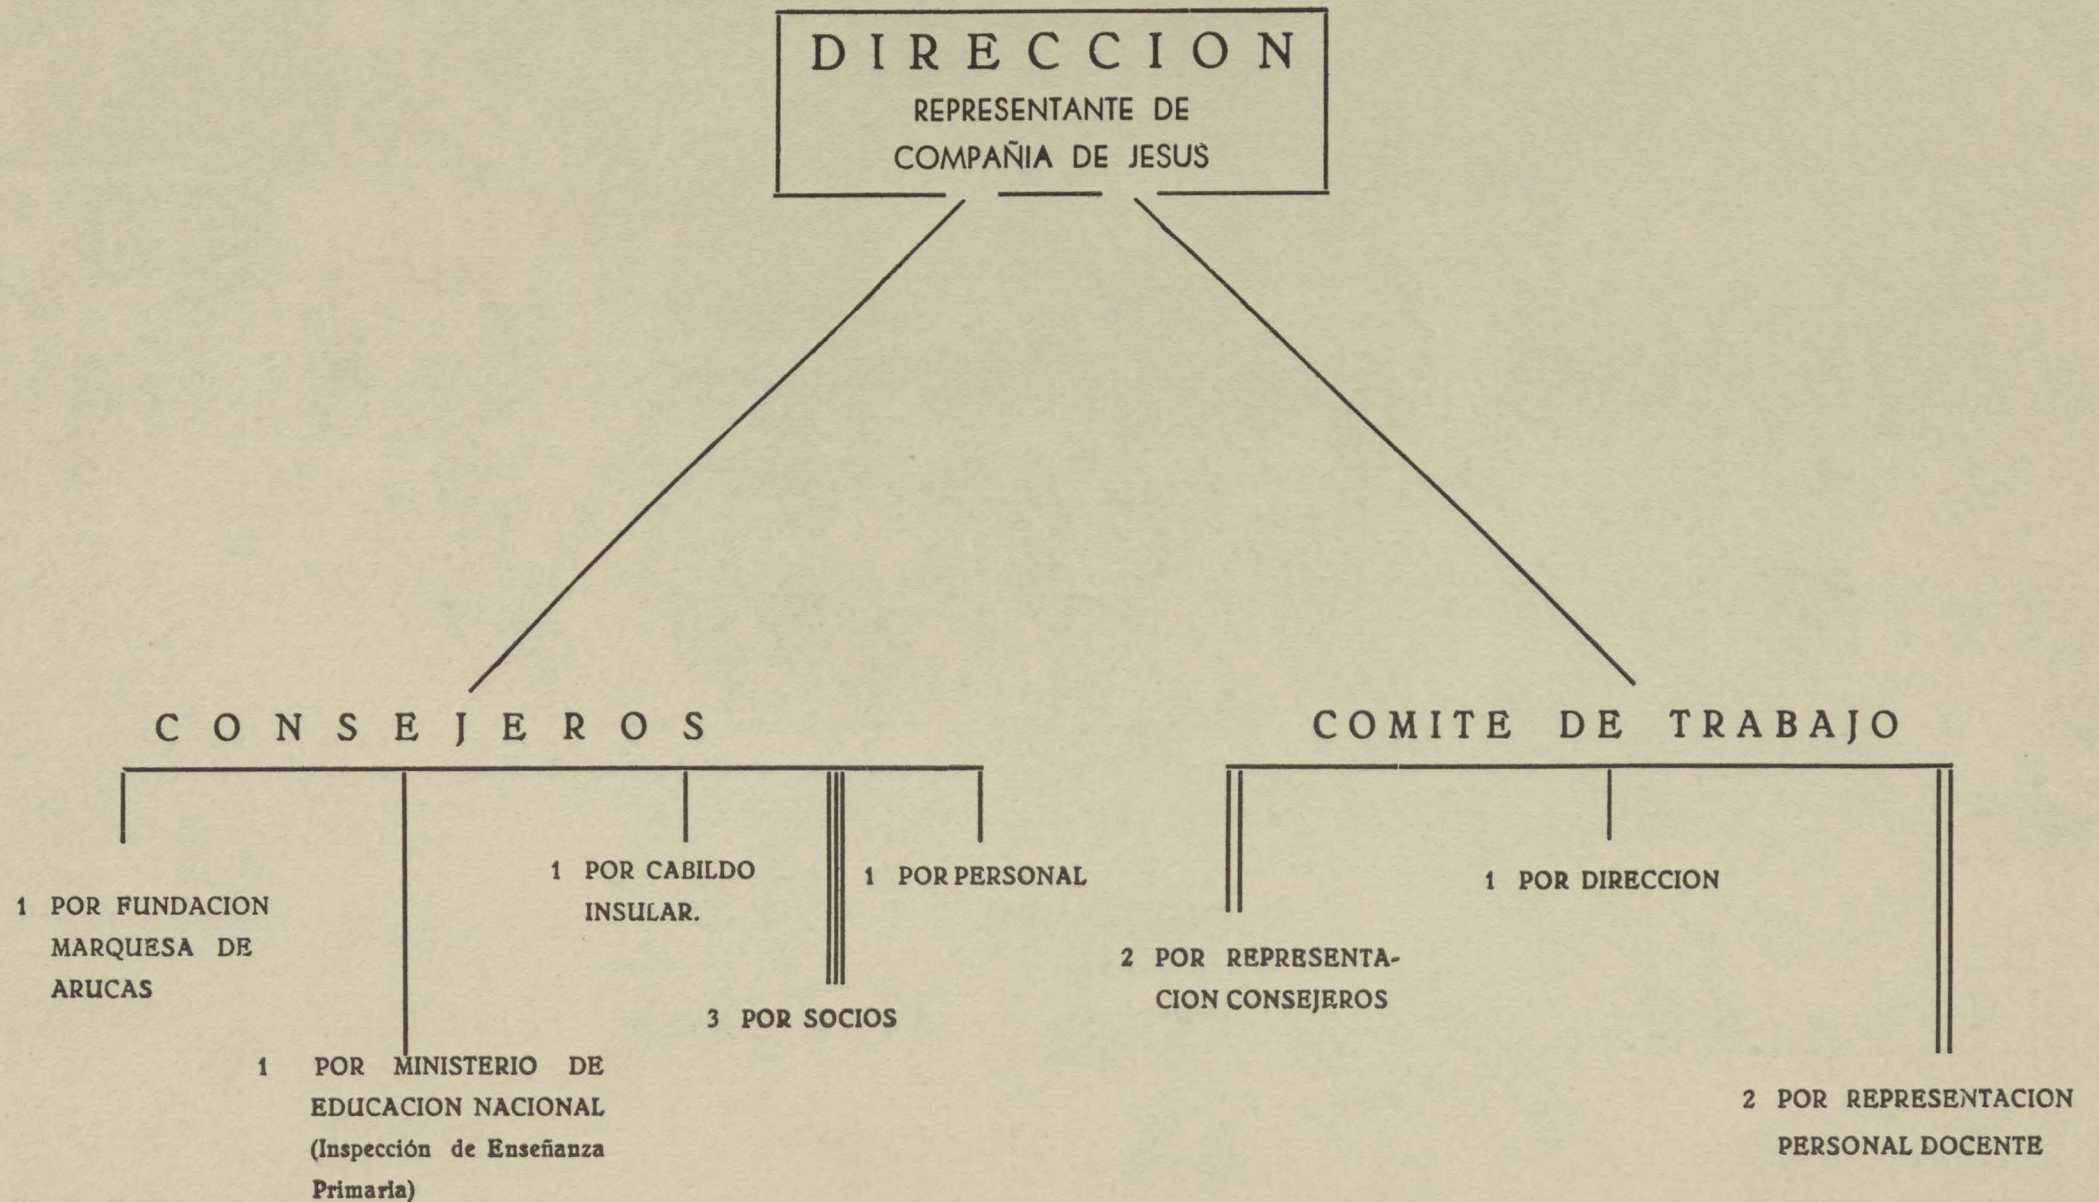 DIRECCION
REPRESENTANTE DE
COMPAÑIA DE JESUS
CONSEJEROS
1 POR FUNDACION
MARQUESA DE
ARUCAS
1 POR MINISTERIO DE
EDUCACION NACIONAL
(Inspección de Enseñanza
Primaria)
1 POR CABILDO
INSULAR.
3 POR SOCIOS
1 POR PERSONAL
COMITE DE TRABAJO
2 POR REPRESENTA-
CION CONSEJEROS
1 POR DIRECCION
2 POR REPRESENTACION
PERSONAL DOCENTE